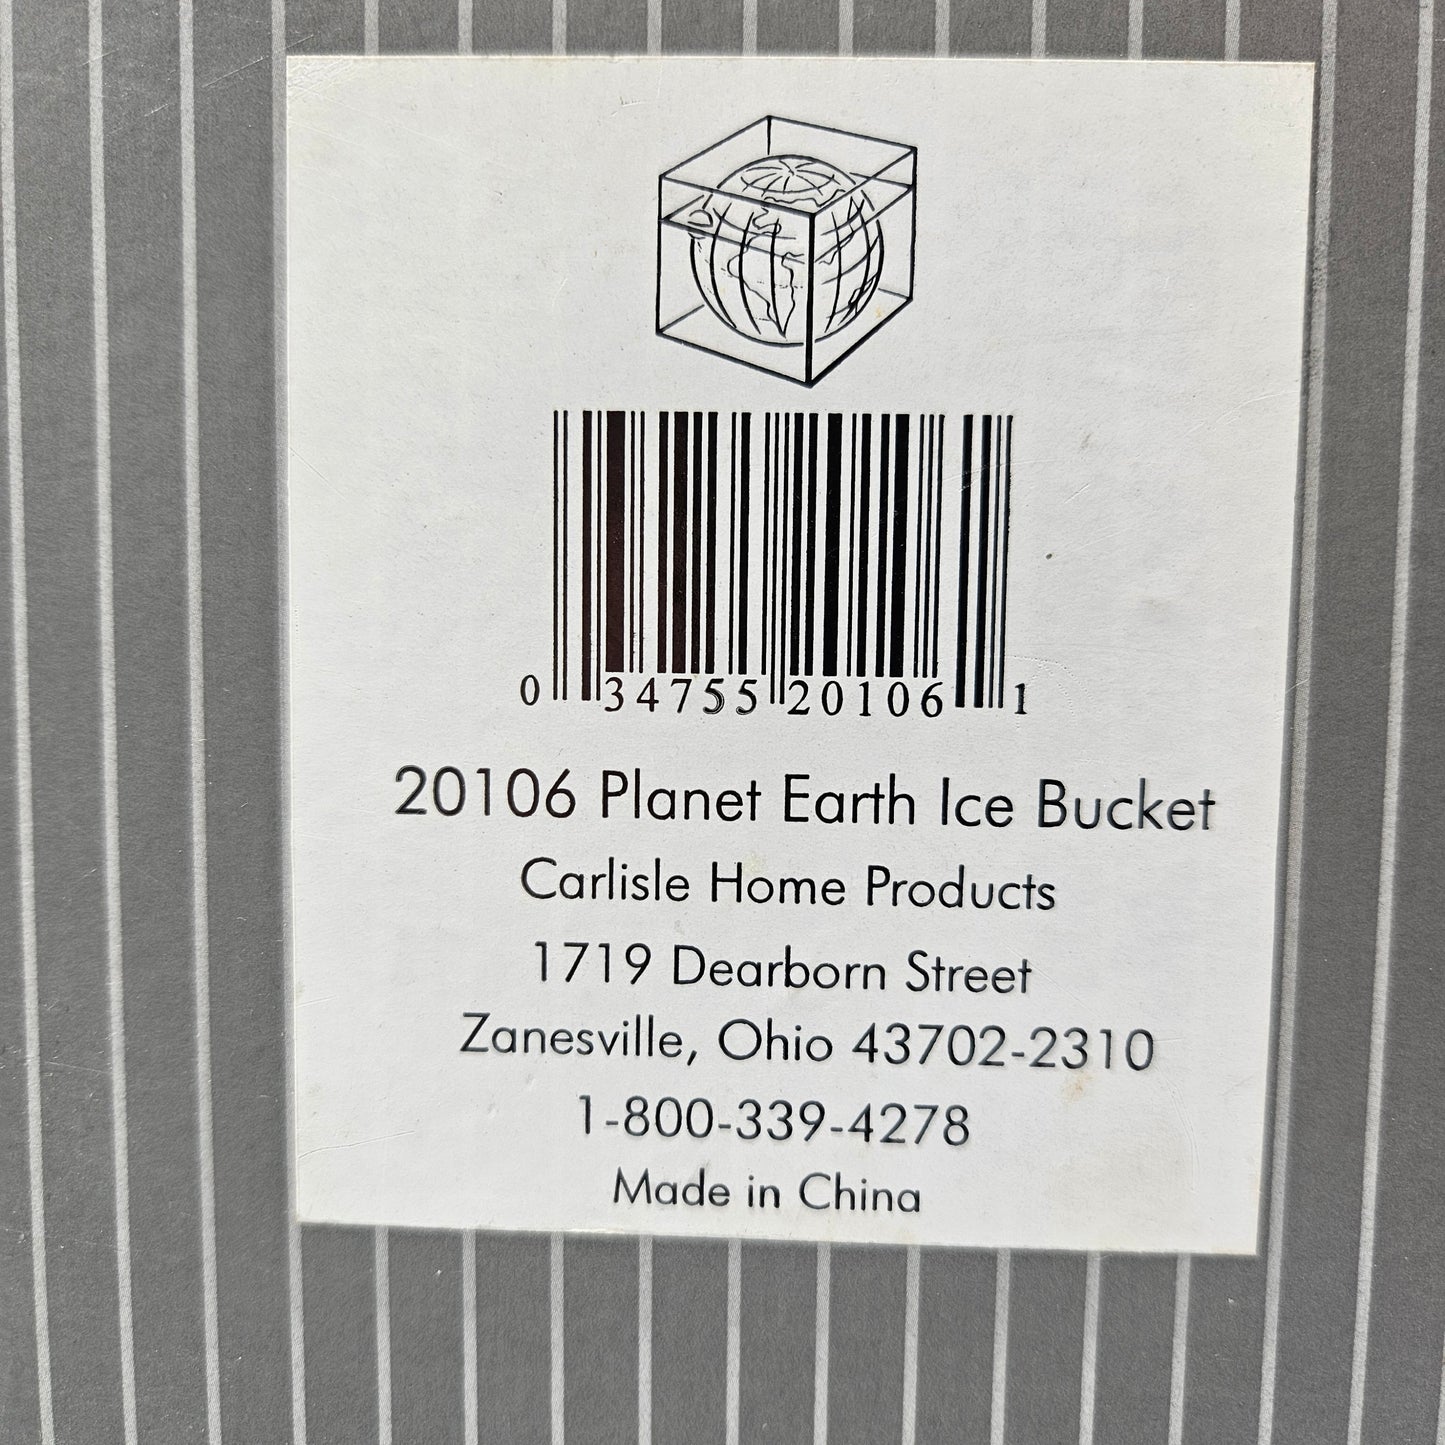 0 34755 20106 1
20106 Planet Earth Ice Bucket
Carlisle Home Products
1719 Dearborn Street
Zanesville, Ohio 43702-2310
1-800-339-4278
Made in China